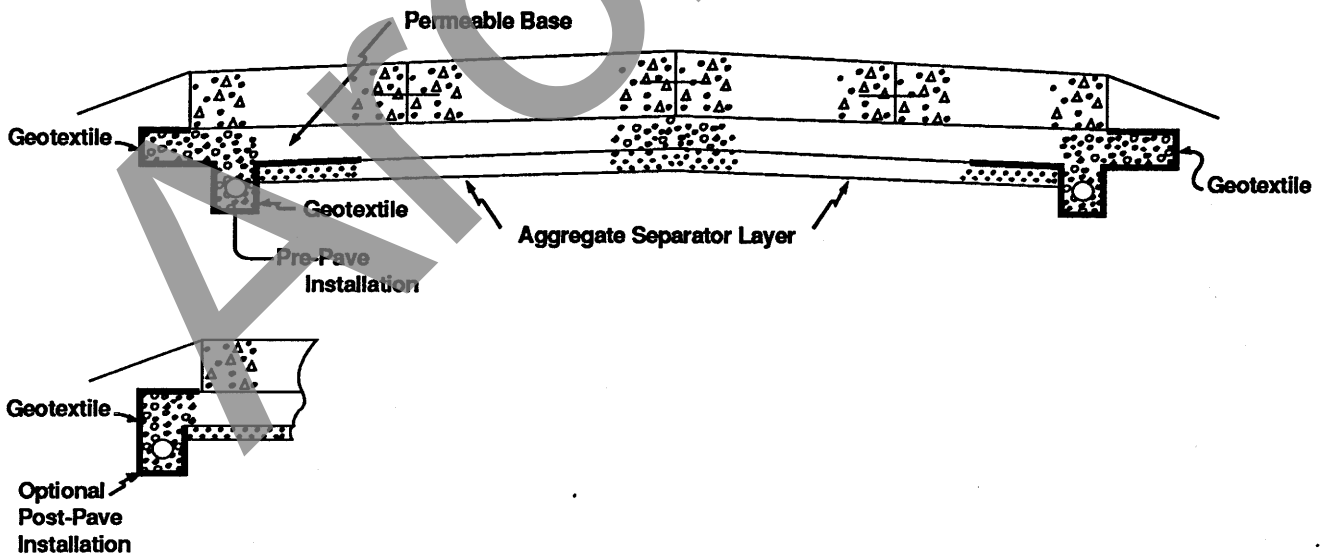 Permeable Base
Geotextile
Geotextile
Geotextile
Aggregate Separator Layer
Pre-Pave
Installation
Geotextile
Optional
Post-Pave
Installation